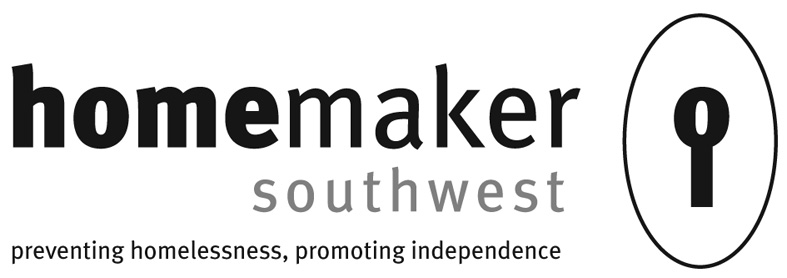 homemaker
southwest
preventing homelessness, promoting independence